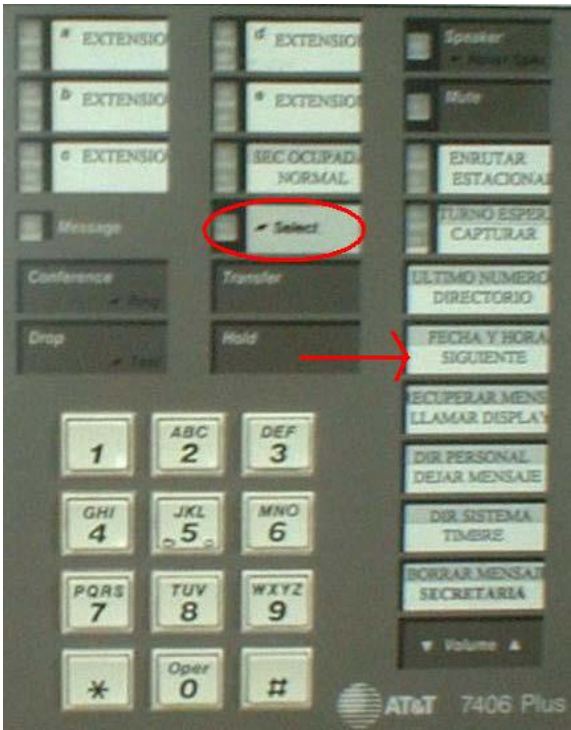 a EXTENSIO
d EXTENSIO
Speaker
b EXTENSIO
e EXTENSIO
Mute
c EXTENSIO
SEC OCUPADA
NORMAL
ENRUTAR
ESTACIONA
Message
Select
TURNO ESPER
CAPTURAR
Conference
Ring
Transfer
ULTIMO NUMERO
DIRECTORIO
Drop
Test
Hold
FECHA Y HORA
SIGUIENTE
RECUPERAR MENS
LLAMAR DISPLAY
1
ABC
2
DEF
3
DIR PERSONAL
DEJAR MENSAJE
GHI
4
JKL
5
MNO
6
DIR SISTEMA
TIMBRE
PQRS
7
TUV
8
WXYZ
9
BORRAR MENSAJ
SECRETARIA
▼ Volume ▲
*
Oper
0
#
AT&T 7406 Plus